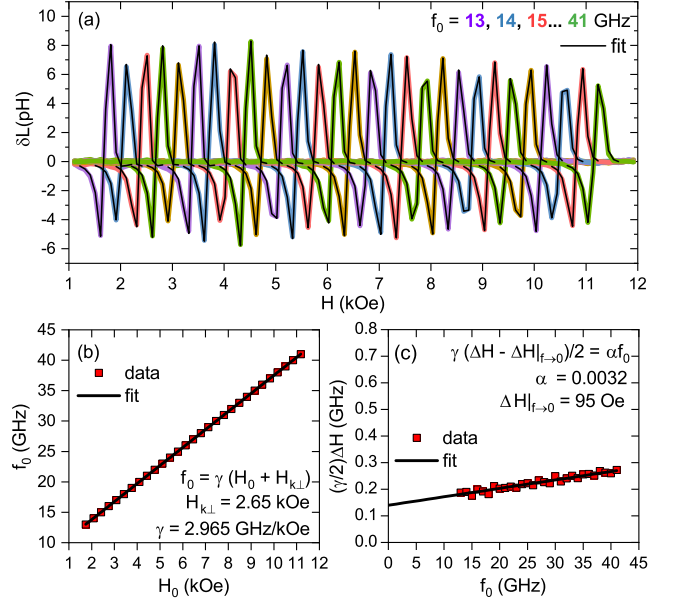 (a)
f₀ = 13, 14, 15... 41 GHz
fit
δL(pH)
10
8
6
4
2
0
-2
-4
-6
1 2 3 4 5 6 7 8 9 10 11 12
H (kOe)
(b)
data
fit
f₀ = γ (H₀ + Hₖ⊥)
Hₖ⊥ = 2.65 kOe
γ = 2.965 GHz/kOe
f₀ (GHz)
45
40
35
30
25
20
15
10
1 2 3 4 5 6 7 8 9 10 11 12
H₀ (kOe)
(c)
γ (ΔH - ΔH|f→0)/2 = αf₀
α = 0.0032
ΔH|f→0 = 95 Oe
data
fit
(γ/2)ΔH (GHz)
0.8
0.7
0.6
0.5
0.4
0.3
0.2
0.1
0.0
0 5 10 15 20 25 30 35 40 45
f₀ (GHz)